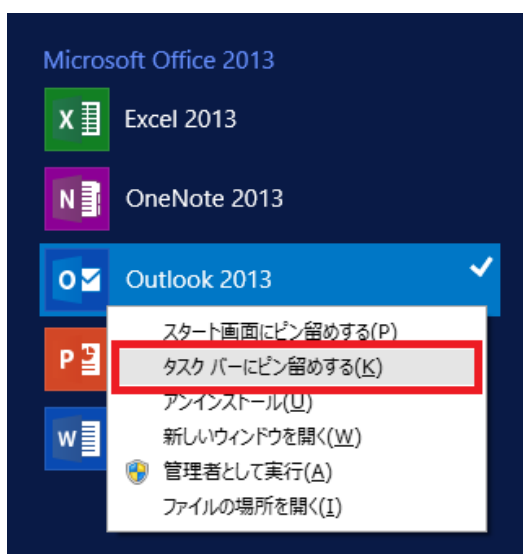 Microsoft Office 2013
X Excel 2013
N OneNote 2013
O Outlook 2013
スタート画面にピン留めする(P)
P
タスク バーにピン留めする(K)
アンインストール(U)
W
新しいウィンドウを開く(W)
管理者として実行(A)
ファイルの場所を開く(I)